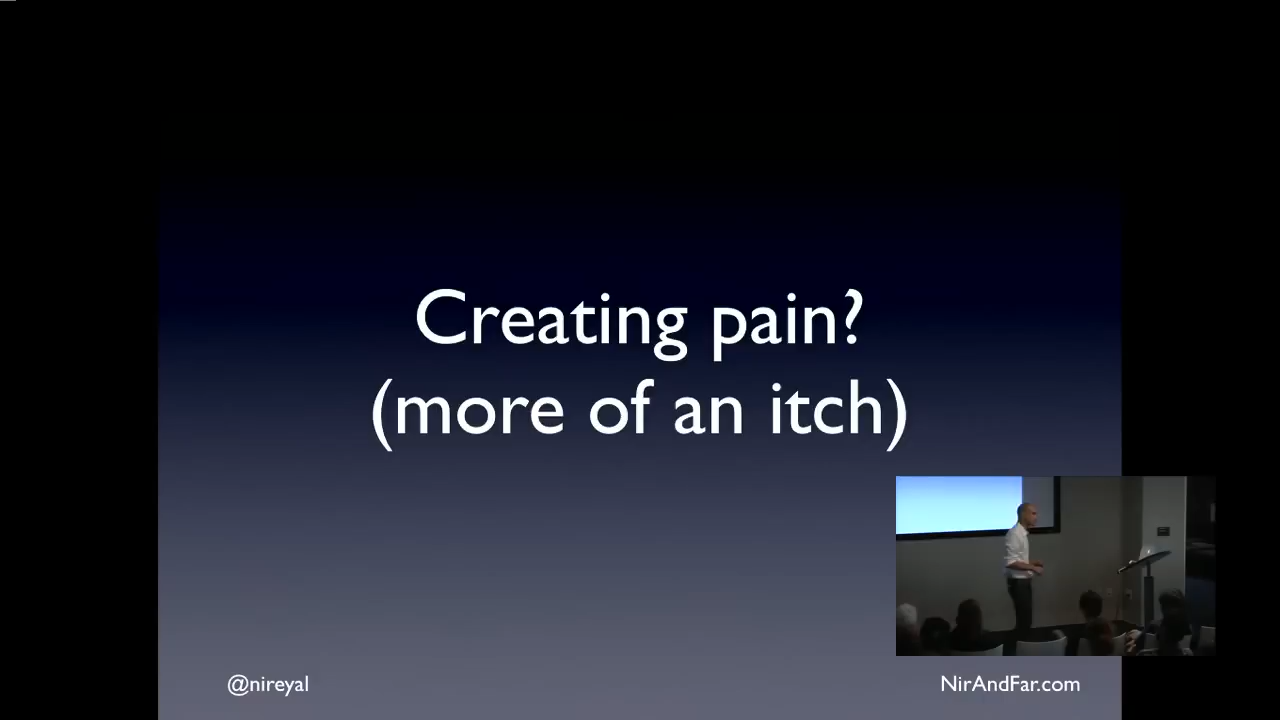 Creating pain?
(more of an itch)
@nireyal
NirAndFar.com